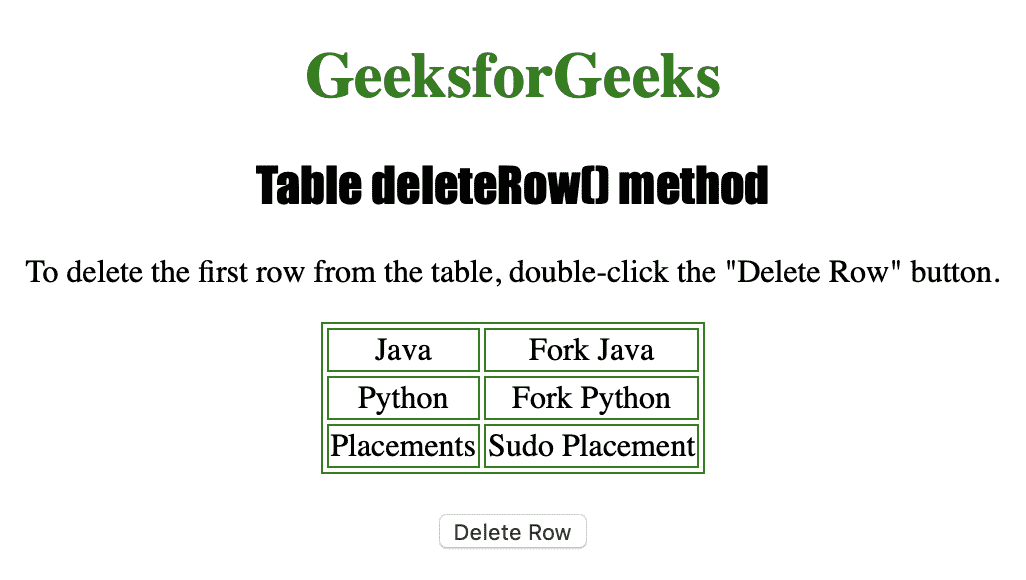 GeeksforGeeks
Table deleteRow() method
To delete the first row from the table, double-click the "Delete Row" button.
Java Fork Java
Python Fork Python
Placements Sudo Placement
Delete Row